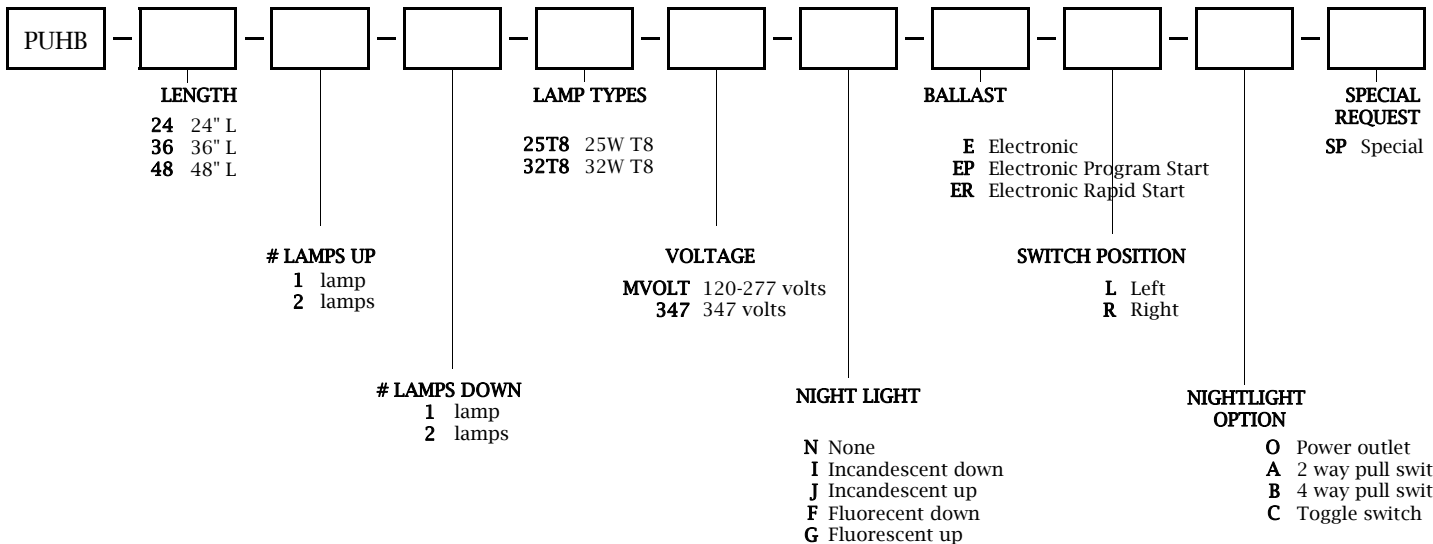 PUHB
LENGTH
24 24" L
36 36" L
48 48" L
# LAMPS UP
1 lamp
2 lamps
# LAMPS DOWN
1 lamp
2 lamps
LAMP TYPES
25T8 25W T8
32T8 32W T8
VOLTAGE
MVOLT 120-277 volts
347 347 volts
NIGHT LIGHT
N None
I Incandescent down
J Incandescent up
F Fluorecent down
G Fluorescent up
BALLAST
E Electronic
EP Electronic Program Start
ER Electronic Rapid Start
SWITCH POSITION
L Left
R Right
NIGHTLIGHT
OPTION
O Power outlet
A 2 way pull swit
B 4 way pull swit
C Toggle switch
SPECIAL
REQUEST
SP Special